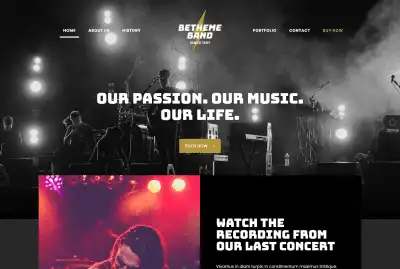 HOME
ABOUT US
HISTORY
BETHEME
BAND
SINCE 1997
PORTFOLIO
CONTACT
BUY NOW
OUR PASSION. OUR MUSIC.
OUR LIFE.
BOOK NOW
WATCH THE
RECORDING FROM
OUR LAST CONCERT
Vivamus in diam turpis in condimentum maximus tristique.